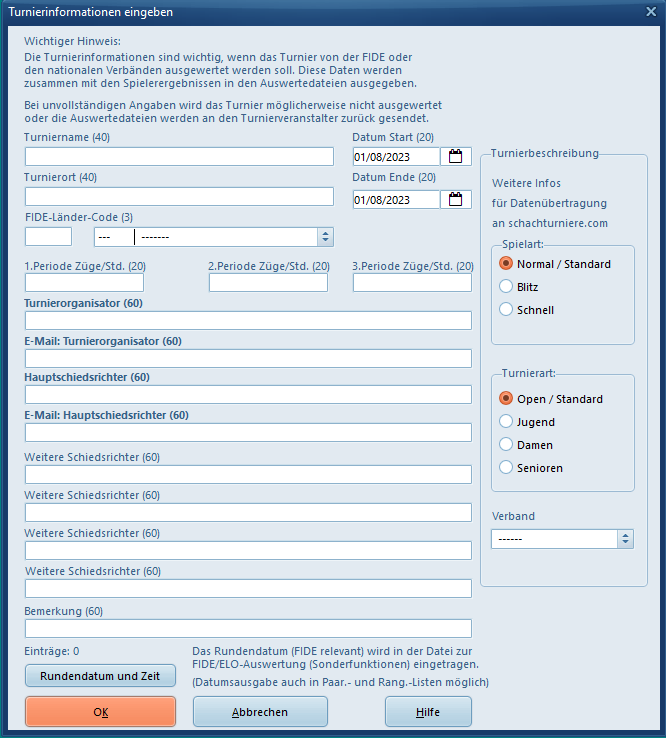 Turnierinformationen eingeben
Wichtiger Hinweis:
Die Turnierinformationen sind wichtig, wenn das Turnier von der FIDE oder
den nationalen Verbänden ausgewertet werden soll. Diese Daten werden
zusammen mit den Spielerergebnissen in den Auswertedateien ausgegeben.
Bei unvollständigen Angaben wird das Turnier möglicherweise nicht ausgewertet
oder die Auswertedateien werden an den Turnierveranstalter zurück gesendet.
Turniername (40)
Datum Start (20)
01/08/2023
Turnierort (40)
Datum Ende (20)
01/08/2023
FIDE-Länder-Code (3)
--- -------
1.Periode Züge/Std. (20)
2.Periode Züge/Std. (20)
3.Periode Züge/Std. (20)
Turnierorganisator (60)
E-Mail: Turnierorganisator (60)
Hauptschiedsrichter (60)
E-Mail: Hauptschiedsrichter (60)
Weitere Schiedsrichter (60)
Weitere Schiedsrichter (60)
Weitere Schiedsrichter (60)
Weitere Schiedsrichter (60)
Bemerkung (60)
Turnierbeschreibung
Weitere Infos
für Datenübertragung
an schachturniere.com
Spielart:
Normal / Standard
Blitz
Schnell
Turnierart:
Open / Standard
Jugend
Damen
Senioren
Verband
------
Einträge: 0
Das Rundendatum (FIDE relevant) wird in der Datei zur
FIDE/ELO-Auswertung (Sonderfunktionen) eingetragen.
(Datumsausgabe auch in Paar.- und Rang.-Listen möglich)
Rundendatum und Zeit
OK
Abbrechen
Hilfe